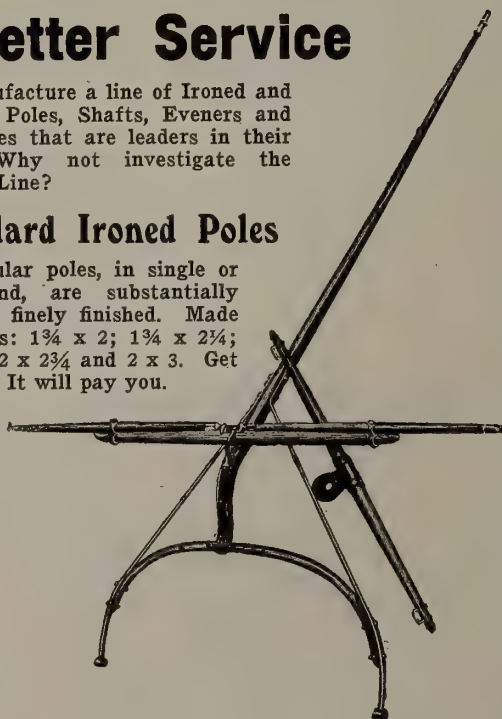 etter Service
ufacture a line of Ironed and
Poles, Shafts, Eveners and
es that are leaders in their
Why not investigate the
Line?
lard Ironed Poles
ular poles, in single or
nd, are substantially
finely finished. Made
s: 1¾ x 2; 1¾ x 2¼;
2 x 2¾ and 2 x 3. Get
It will pay you.